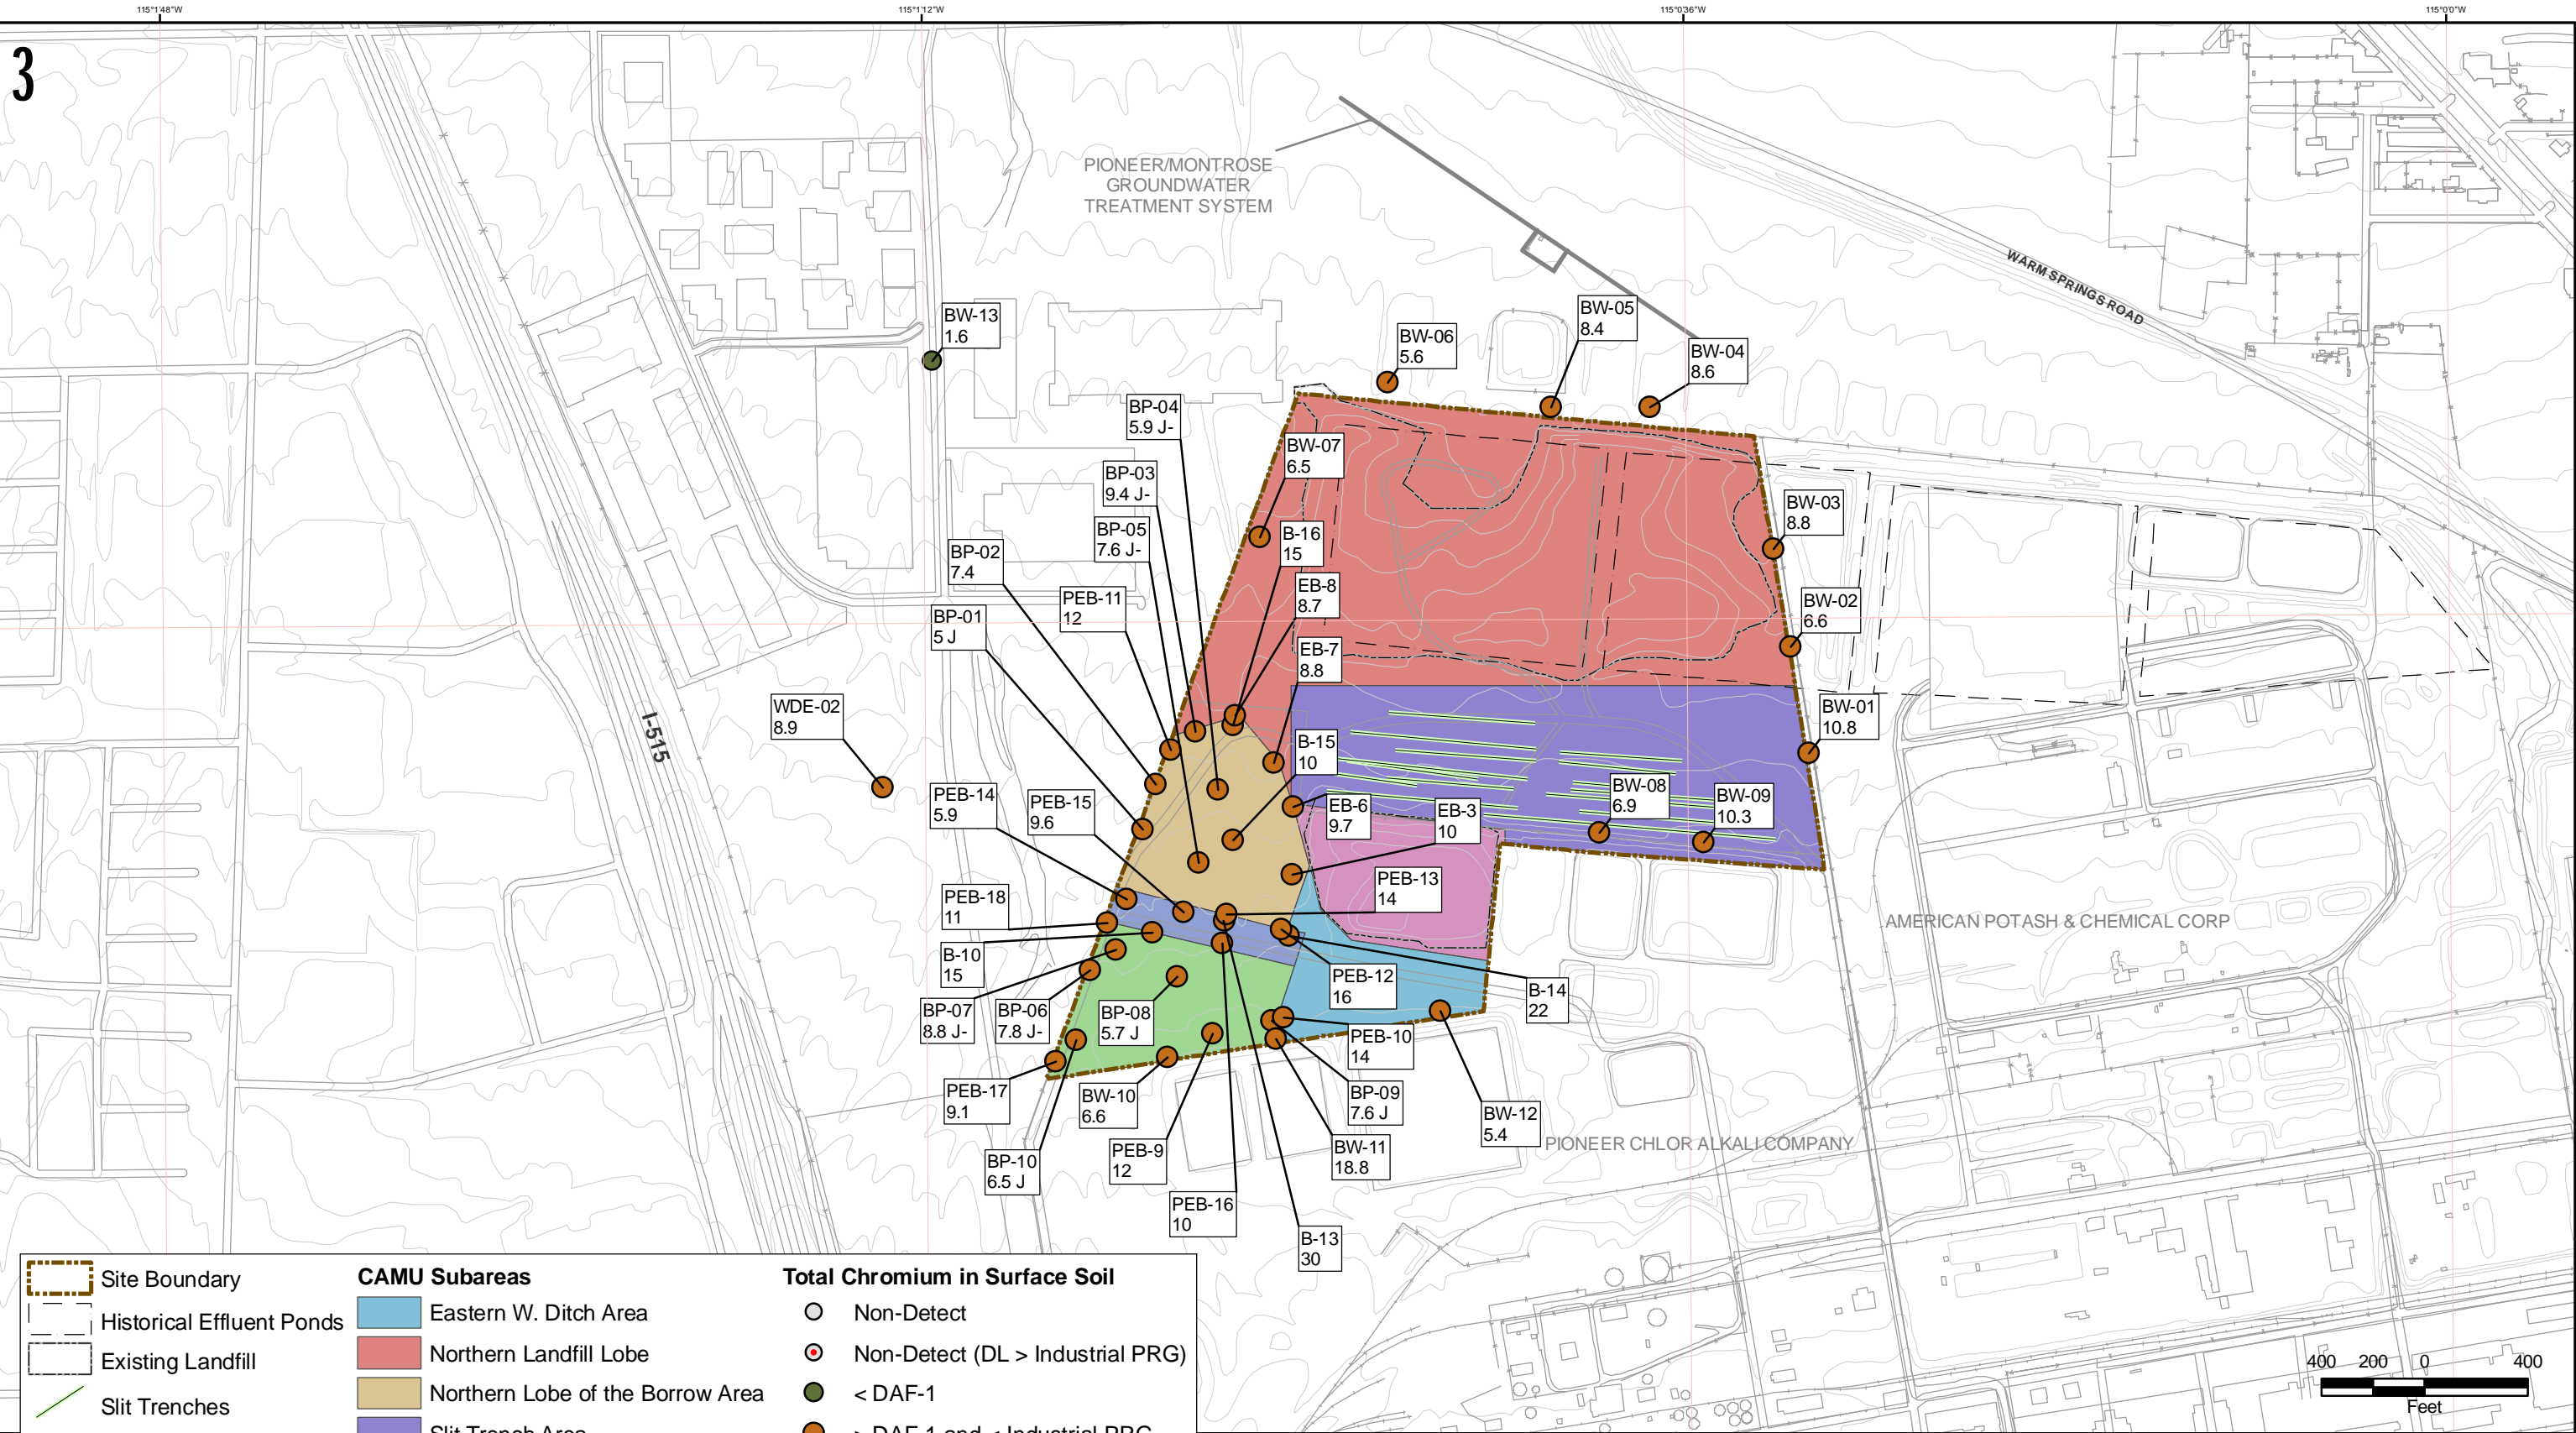 115°1'48"W
115°1'12"W
115°0'36"W
115°0'0"W
3
PIONEER/MONTROSE
GROUNDWATER
TREATMENT SYSTEM
WARM SPRINGS ROAD
BW-13
1.6
BW-06
5.6
BW-05
8.4
BW-04
8.6
BP-04
5.9 J-
BW-07
6.5
BP-03
9.4 J-
BP-05
7.6 J-
B-16
15
BW-03
8.8
BP-02
7.4
EB-8
8.7
PEB-11
12
BW-02
6.6
BP-01
5 J
EB-7
8.8
WDE-02
8.9
I-515
BW-01
10.8
B-15
10
PEB-14
5.9
PEB-15
9.6
EB-6
9.7
EB-3
10
BW-08
6.9
BW-09
10.3
PEB-13
14
PEB-18
11
AMERICAN POTASH & CHEMICAL CORP
B-10
15
PEB-12
16
B-14
22
BP-07
8.8 J-
BP-06
7.8 J-
BP-08
5.7 J
PEB-10
14
PEB-17
9.1
BW-10
6.6
BP-09
7.6 J
BW-12
5.4
PIONEER CHLOR ALKALI COMPANY
BP-10
6.5 J
PEB-9
12
BW-11
18.8
PEB-16
10
B-13
30
Site Boundary
Historical Effluent Ponds
Existing Landfill
Slit Trenches
CAMU Subareas
Eastern W. Ditch Area
Northern Landfill Lobe
Northern Lobe of the Borrow Area
Slit Trench Area
Total Chromium in Surface Soil
Non-Detect
Non-Detect (DL > Industrial PRG)
< DAF-1
> DAF-1 and < Industrial PRG
400 200 0 400
Feet